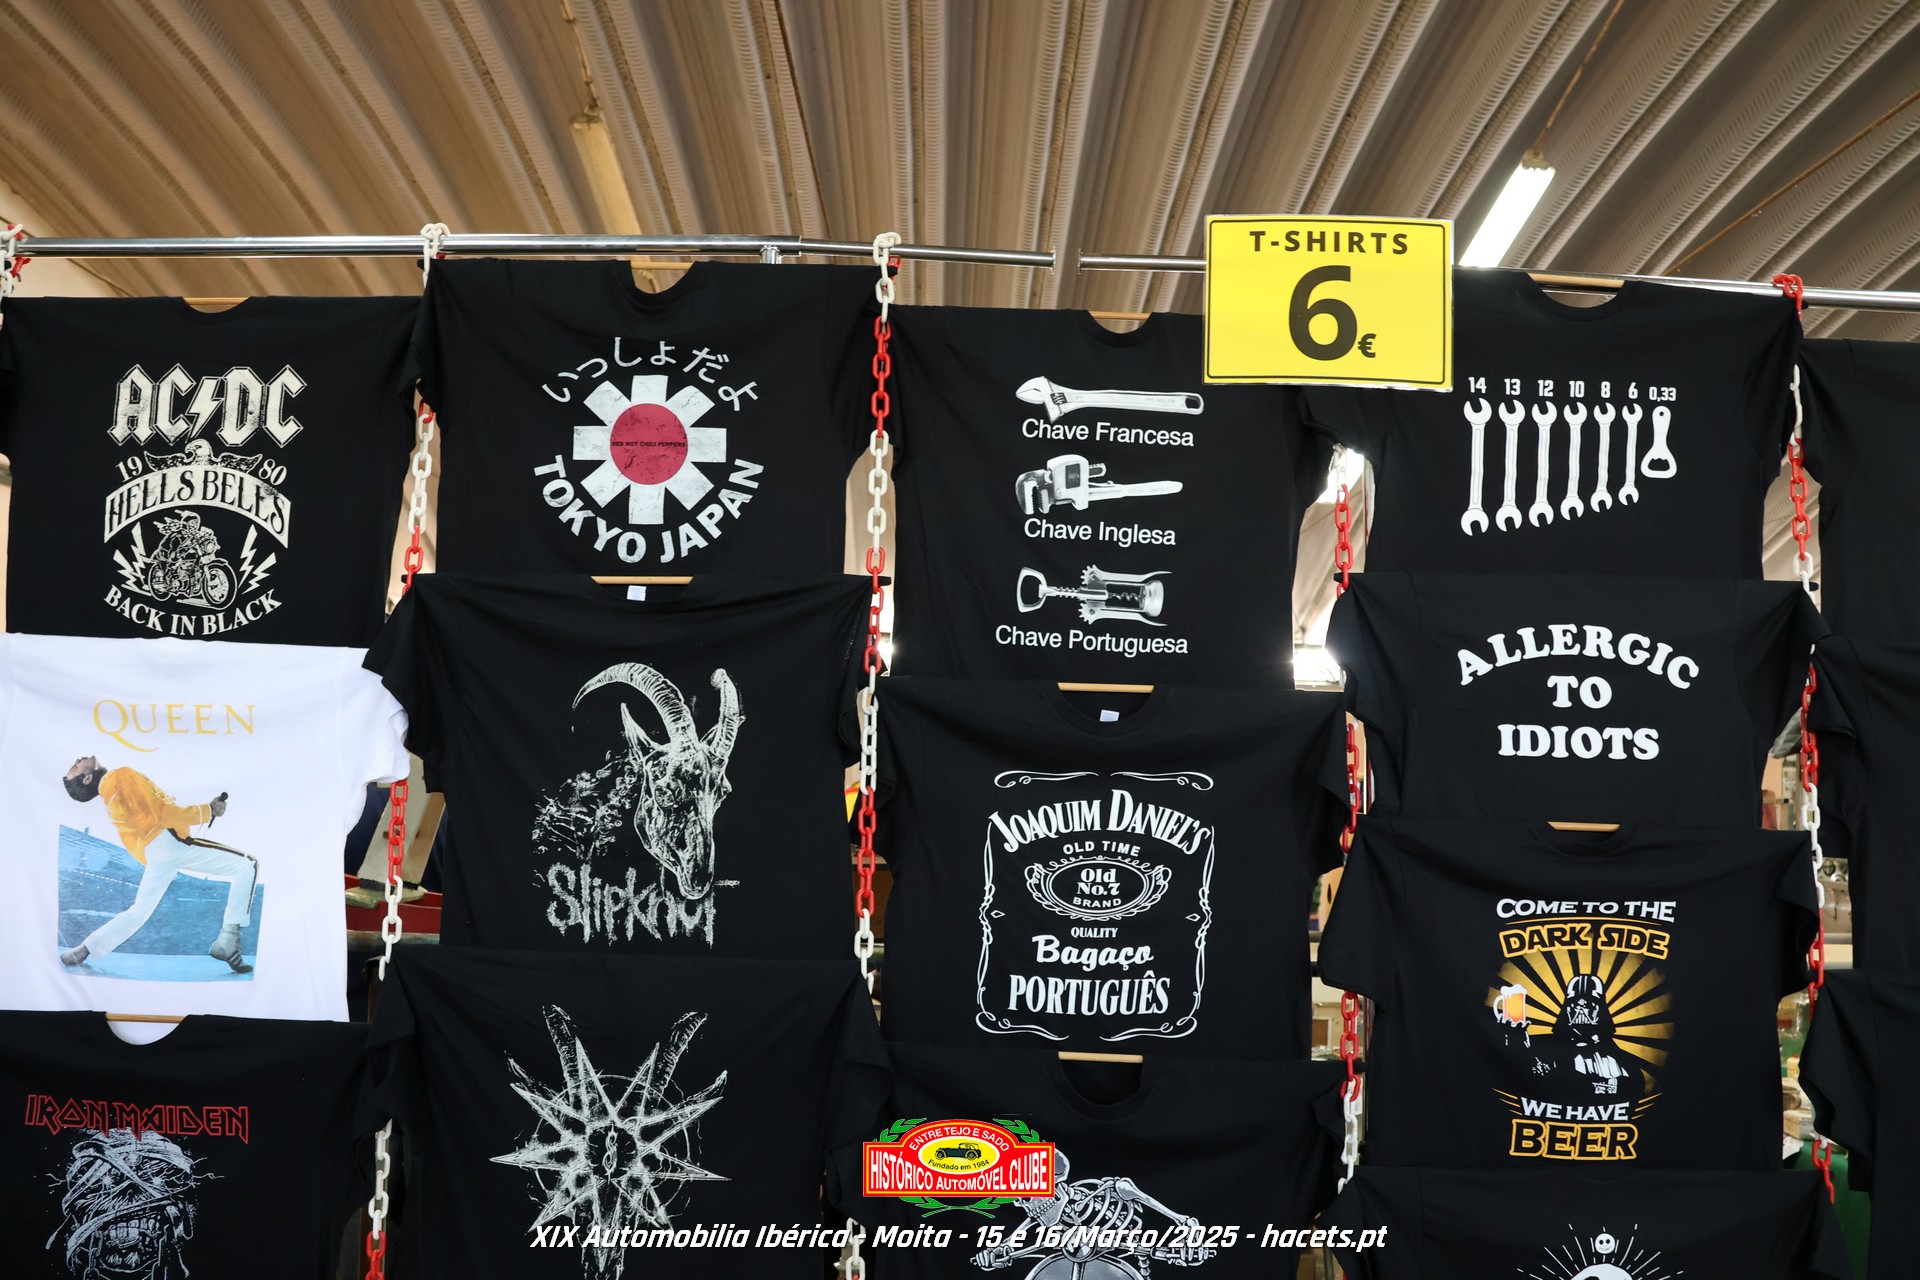 T-SHIRTS
6€
AC DC
19 80
HELLS BELLS
BACK IN BLACK
いっしょだよ
RED HOT CHILI PEPPERS
TOKYO JAPAN
Chave Francesa
Chave Inglesa
Chave Portuguesa
14 13 12 10 8 6 0,33
QUEEN
Slipknot
JOAQUIM DANIEL'S
OLD TIME
Old
No.7
BRAND
QUALITY
Bagaço
PORTUGUÊS
ALLERGIC
TO
IDIOTS
COME TO THE
DARK SIDE
WE HAVE
BEER
IRON MAIDEN
ENTRE TEJO E SADO
Fundado em 1984
HISTÓRICO AUTOMÓVEL CLUBE
XIX Automobilia Ibérica - Moita - 15 e 16/Março/2025 - hacets.pt